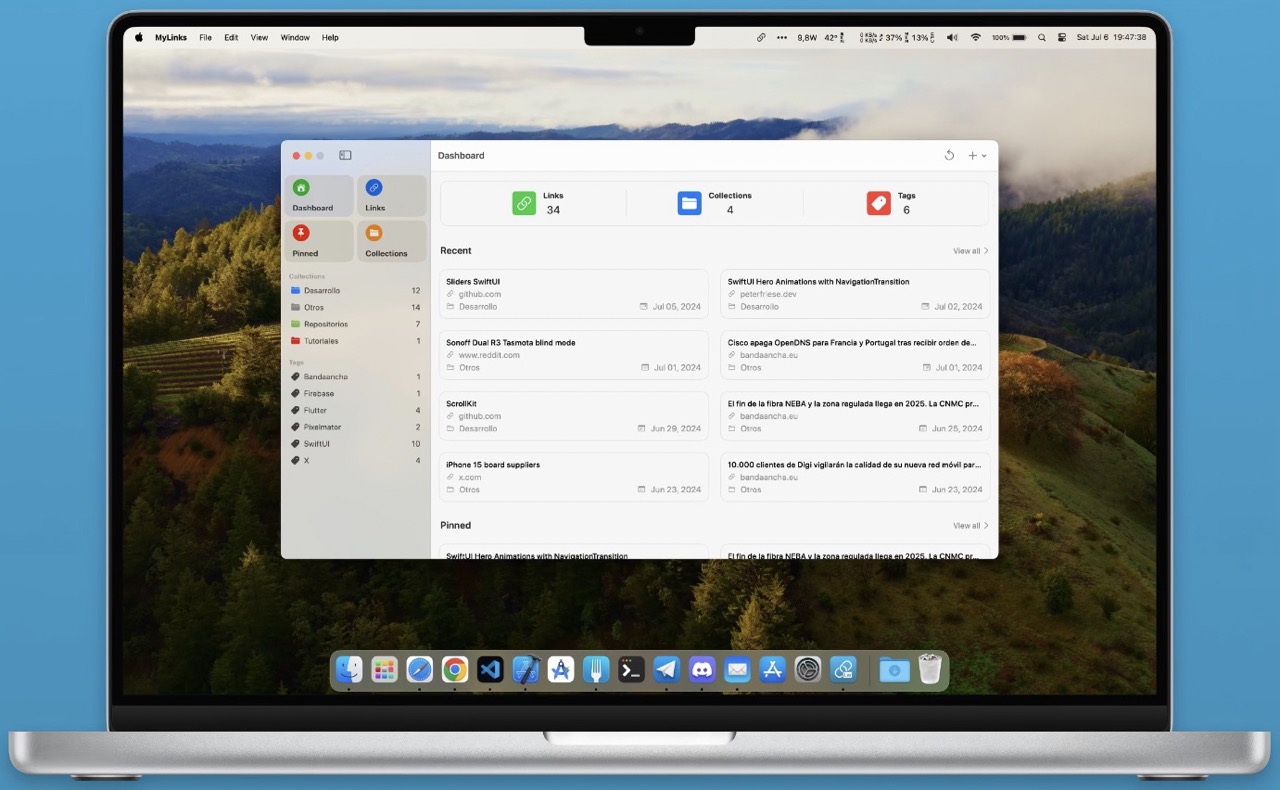 MyLinks File Edit View Window Help
9,8W 42° 37% 13% 100% Sat Jul 6 19:47:38
Dashboard
Dashboard
Links
Pinned
Collections
Collections
Desarrollo 12
Otros 14
Repositorios 7
Tutoriales 1
Tags
Bandaancha 1
Firebase 1
Flutter 4
Pixelmator 2
SwiftUI 10
X 4
Links
34
Collections
4
Tags
6
Recent
View all
Sliders SwiftUI
github.com
Desarrollo Jul 05, 2024
SwiftUI Hero Animations with NavigationTransition
peterfriese.dev
Desarrollo Jul 02, 2024
Sonoff Dual R3 Tasmota blind mode
www.reddit.com
Otros Jul 01, 2024
Cisco apaga OpenDNS para Francia y Portugal tras recibir orden de...
bandaancha.eu
Otros Jul 01, 2024
ScrollKit
github.com
Desarrollo Jun 29, 2024
El fin de la fibra NEBA y la zona regulada llega en 2025. La CNMC pr...
bandaancha.eu
Otros Jun 25, 2024
iPhone 15 board suppliers
x.com
Otros Jun 23, 2024
10.000 clientes de Digi vigilarán la calidad de su nueva red móvil par...
bandaancha.eu
Otros Jun 23, 2024
Pinned
View all
SwiftUI Hero Animations with NavigationTransition
El fin de la fibra NEBA y la zona regulada llega en 2025. La CNMC pr...